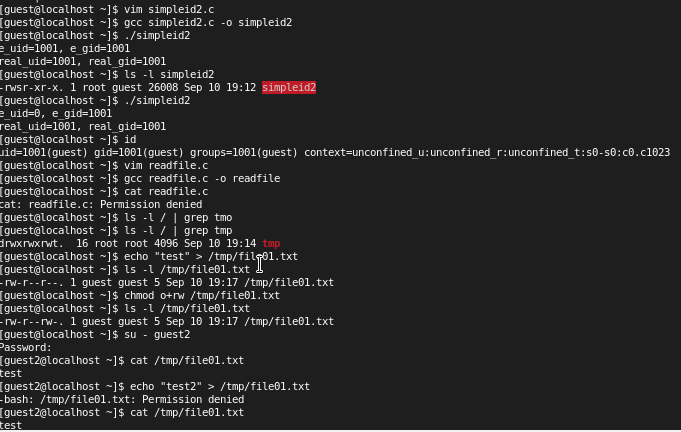 [guest@localhost ~]$ vim simpleid2.c
[guest@localhost ~]$ gcc simpleid2.c -o simpleid2
[guest@localhost ~]$ ./simpleid2
e_uid=1001, e_gid=1001
real_uid=1001, real_gid=1001
[guest@localhost ~]$ ls -l simpleid2
-rwsr-xr-x. 1 root guest 26008 Sep 10 19:12 simpleid2
[guest@localhost ~]$ ./simpleid2
e_uid=0, e_gid=1001
real_uid=1001, real_gid=1001
[guest@localhost ~]$ id
uid=1001(guest) gid=1001(guest) groups=1001(guest) context=unconfined_u:unconfined_r:unconfined_t:s0-s0:c0.c1023
[guest@localhost ~]$ vim readfile.c
[guest@localhost ~]$ gcc readfile.c -o readfile
[guest@localhost ~]$ cat readfile.c
cat: readfile.c: Permission denied
[guest@localhost ~]$ ls -l / | grep tmo
[guest@localhost ~]$ ls -l / | grep tmp
drwxrwxrwt.  16 root root 4096 Sep 10 19:14 tmp
[guest@localhost ~]$ echo "test" > /tmp/file01.txt
[guest@localhost ~]$ ls -l /tmp/file01.txt
-rw-r--r--. 1 guest guest 5 Sep 10 19:17 /tmp/file01.txt
[guest@localhost ~]$ chmod o+rw /tmp/file01.txt
[guest@localhost ~]$ ls -l /tmp/file01.txt
-rw-r--rw-. 1 guest guest 5 Sep 10 19:17 /tmp/file01.txt
[guest@localhost ~]$ su - guest2
Password:
[guest2@localhost ~]$ cat /tmp/file01.txt
test
[guest2@localhost ~]$ echo "test2" > /tmp/file01.txt
-bash: /tmp/file01.txt: Permission denied
[guest2@localhost ~]$ cat /tmp/file01.txt
test